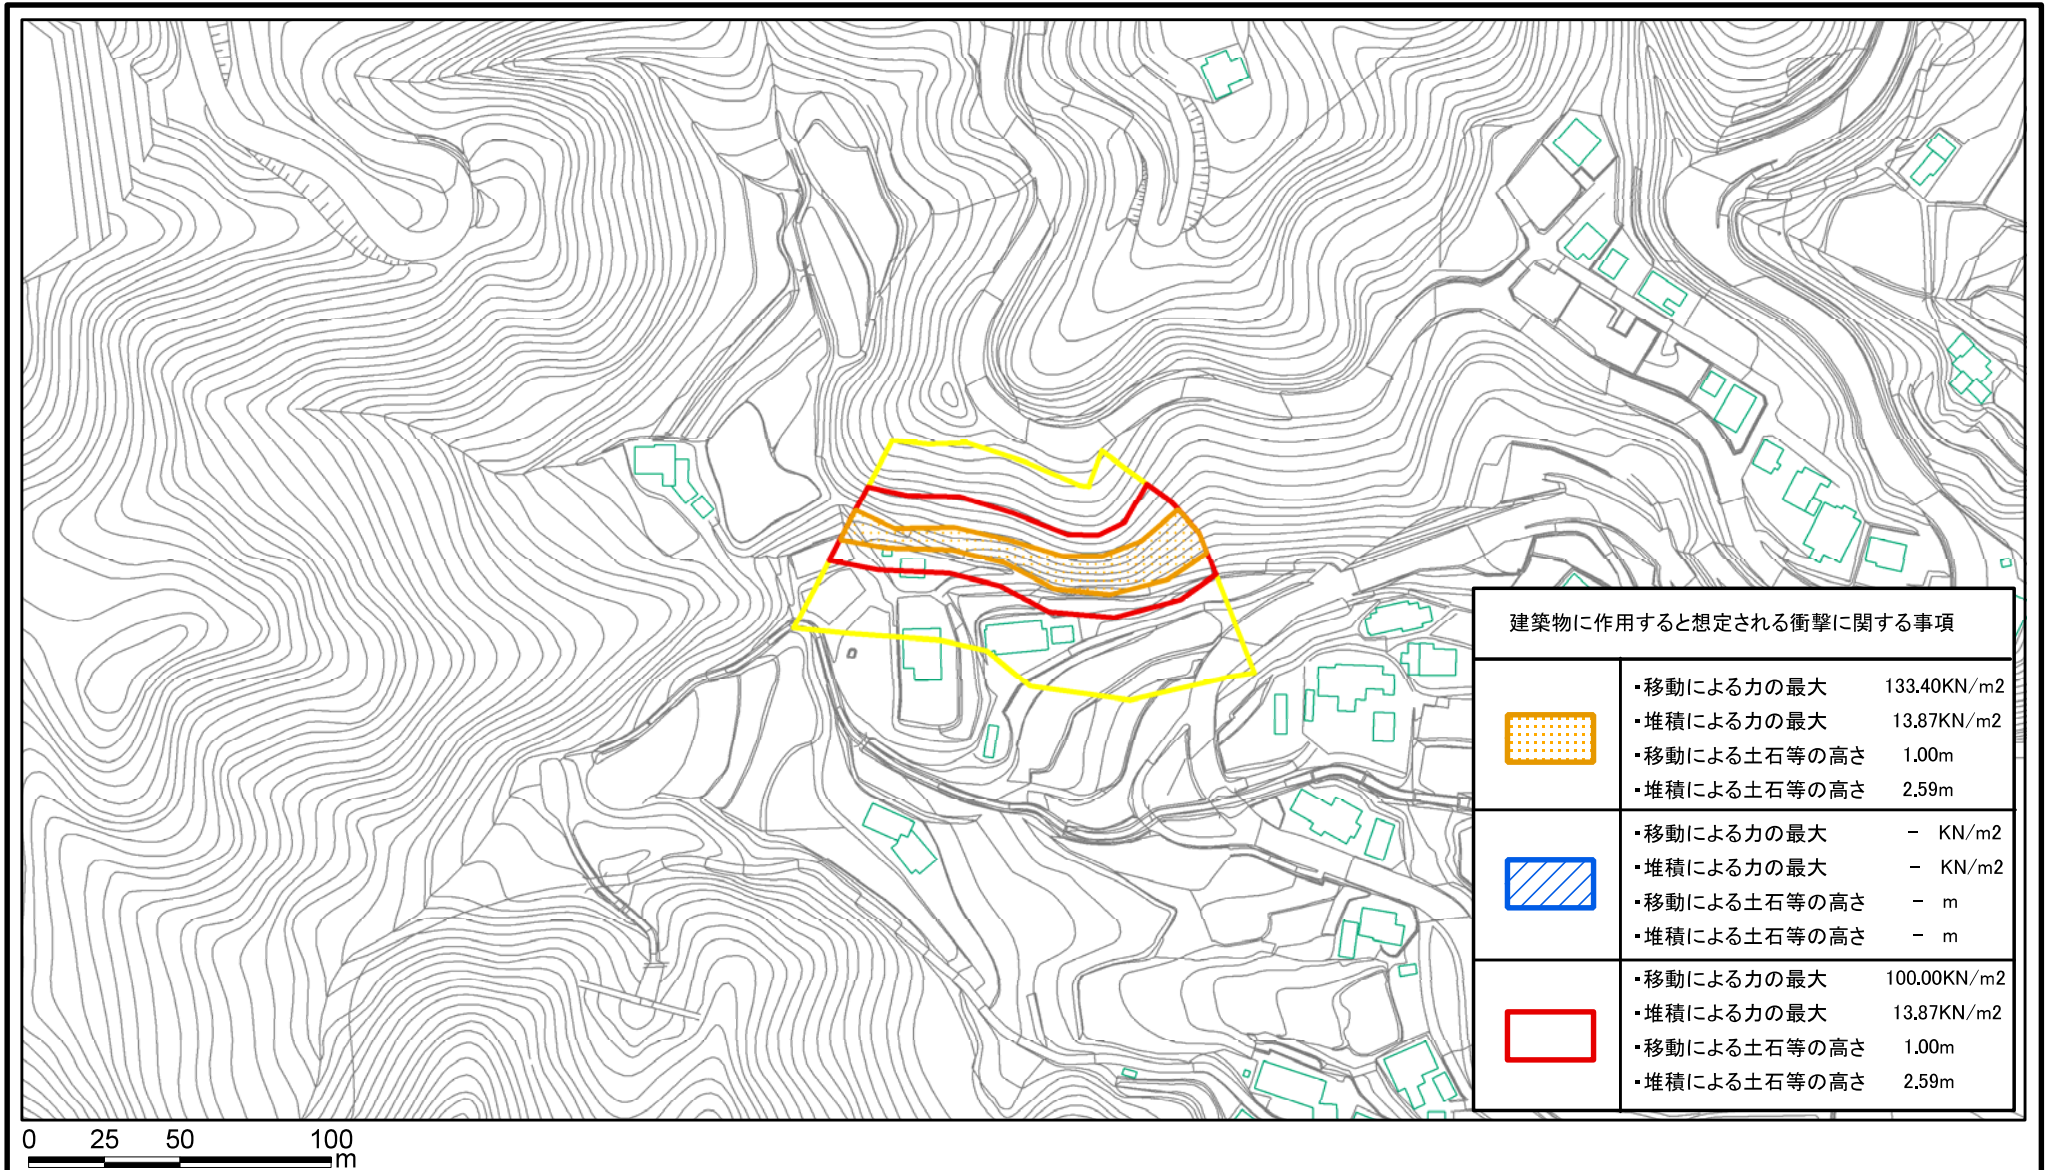 建築物に作用すると想定される衝撃に関する事項
・移動による力の最大 133.40KN/m2
・堆積による力の最大 13.87KN/m2
・移動による土石等の高さ 1.00m
・堆積による土石等の高さ 2.59m
・移動による力の最大 - KN/m2
・堆積による力の最大 - KN/m2
・移動による土石等の高さ - m
・堆積による土石等の高さ - m
・移動による力の最大 100.00KN/m2
・堆積による力の最大 13.87KN/m2
・移動による土石等の高さ 1.00m
・堆積による土石等の高さ 2.59m
0 25 50 100
m